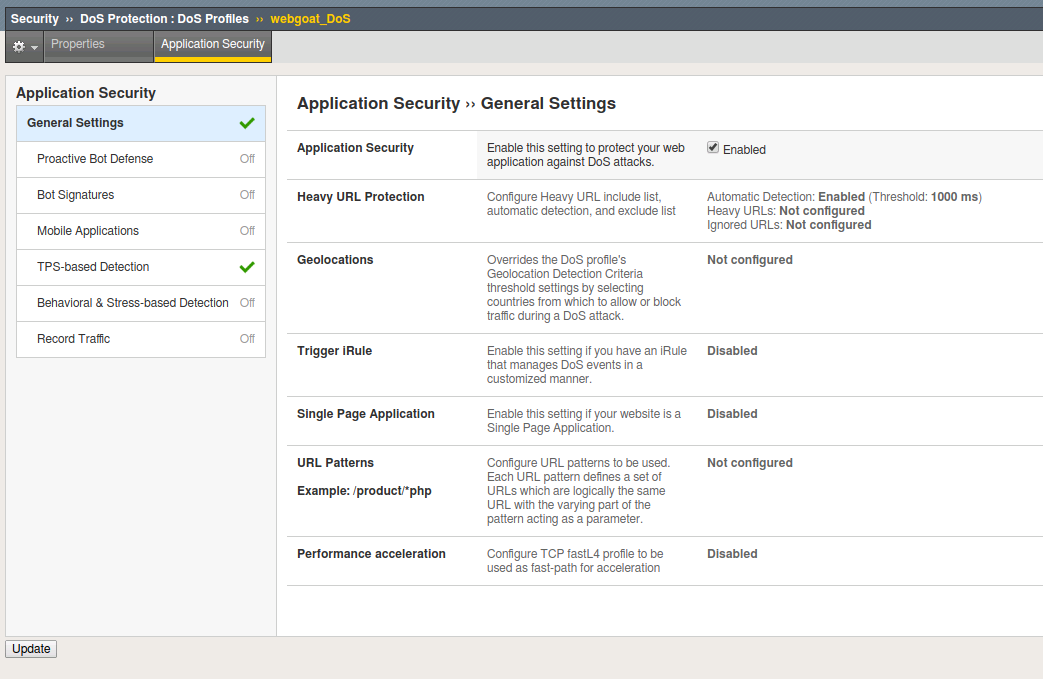 Security ›› DoS Protection : DoS Profiles ›› webgoat_DoS
Properties
Application Security
Application Security
General Settings
Proactive Bot Defense Off
Bot Signatures Off
Mobile Applications Off
TPS-based Detection
Behavioral & Stress-based Detection Off
Record Traffic Off
Application Security ›› General Settings
Application Security
Enable this setting to protect your web
application against DoS attacks.
Enabled
Heavy URL Protection
Configure Heavy URL include list,
automatic detection, and exclude list
Automatic Detection: Enabled (Threshold: 1000 ms)
Heavy URLs: Not configured
Ignored URLs: Not configured
Geolocations
Overrides the DoS profile's
Geolocation Detection Criteria
threshold settings by selecting
countries from which to allow or block
traffic during a DoS attack.
Not configured
Trigger iRule
Enable this setting if you have an iRule
that manages DoS events in a
customized manner.
Disabled
Single Page Application
Enable this setting if your website is a
Single Page Application.
Disabled
URL Patterns
Example: /product/*php
Configure URL patterns to be used.
Each URL pattern defines a set of
URLs which are logically the same
URL with the varying part of the
pattern acting as a parameter.
Not configured
Performance acceleration
Configure TCP fastL4 profile to be
used as fast-path for acceleration
Disabled
Update